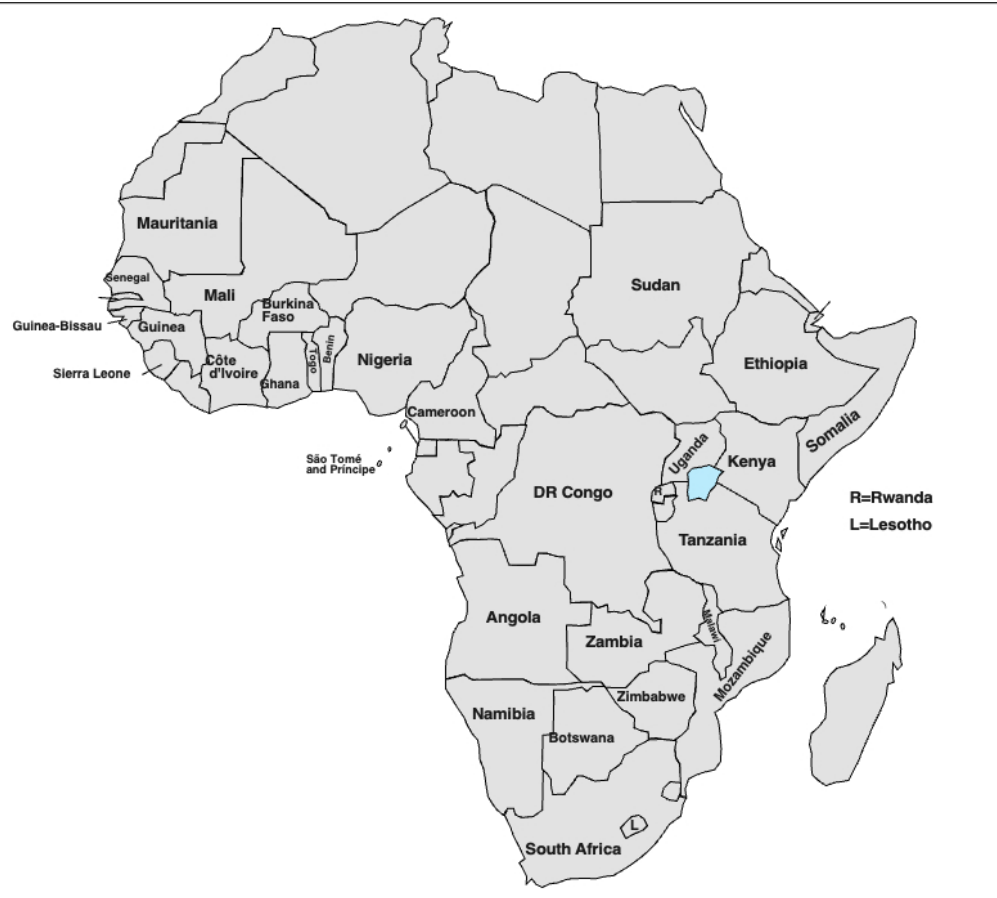 Mauritania
Senegal
Mali
Sudan
Burkina
Faso
Guinea-Bissau
Guinea
Sierra Leone
Côte
d'Ivoire
Ghana
Togo
Benin
Nigeria
Ethiopia
Cameroon
Somalia
São Tomé
and Príncipe
Uganda
Kenya
DR Congo
R
R=Rwanda
L=Lesotho
Tanzania
Angola
Zambia
Malawi
Mozambique
Zimbabwe
Namibia
Botswana
L
South Africa